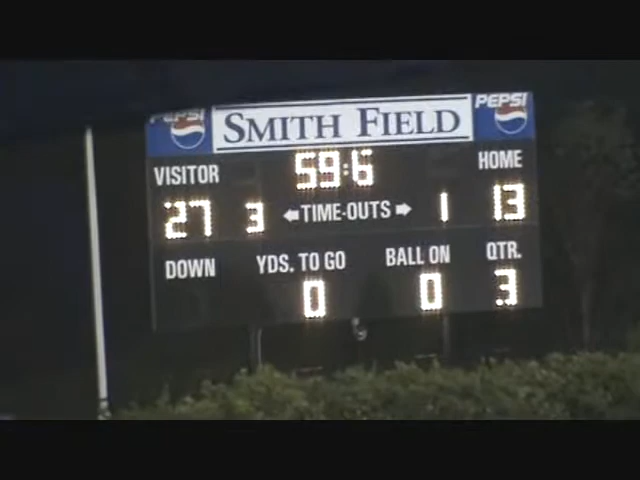 PEPSI SMITH FIELD PEPSI
VISITOR 59:6 HOME
27 3 TIME-OUTS 1 13
DOWN YDS. TO GO BALL ON QTR.
0 0 3